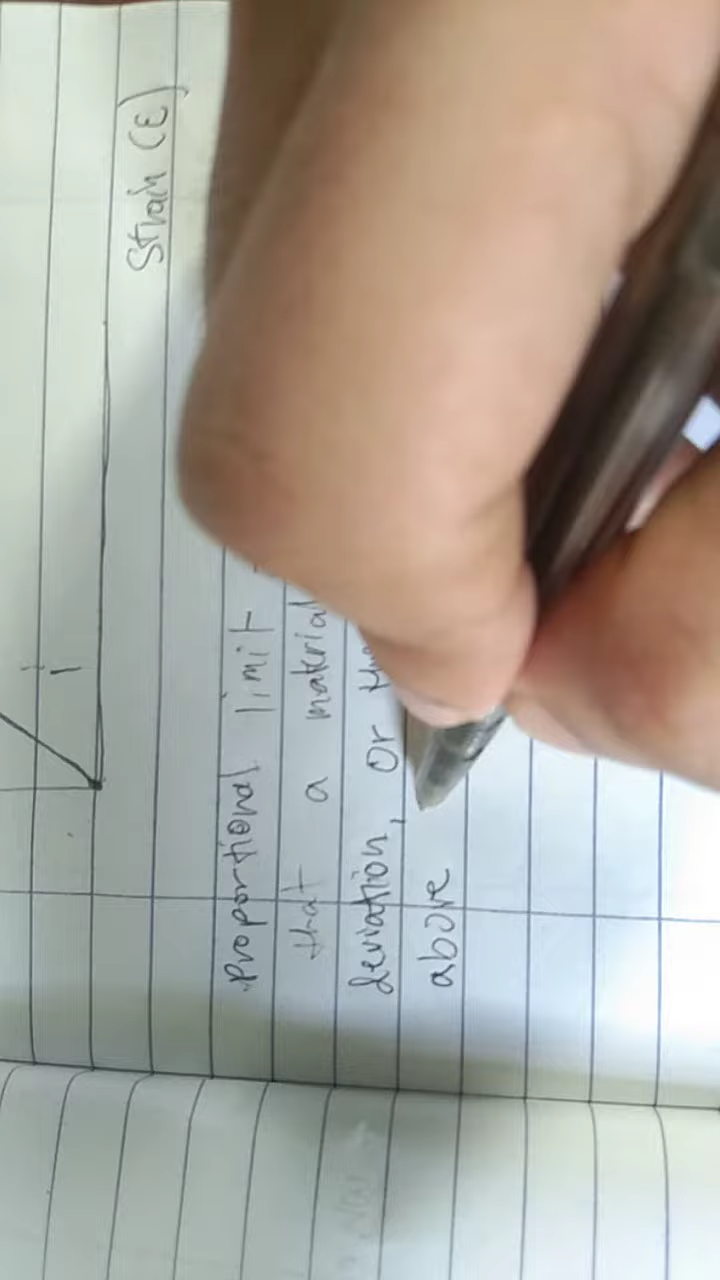 Strain (ε)
proportional limit -
that a material
deviation, or
above